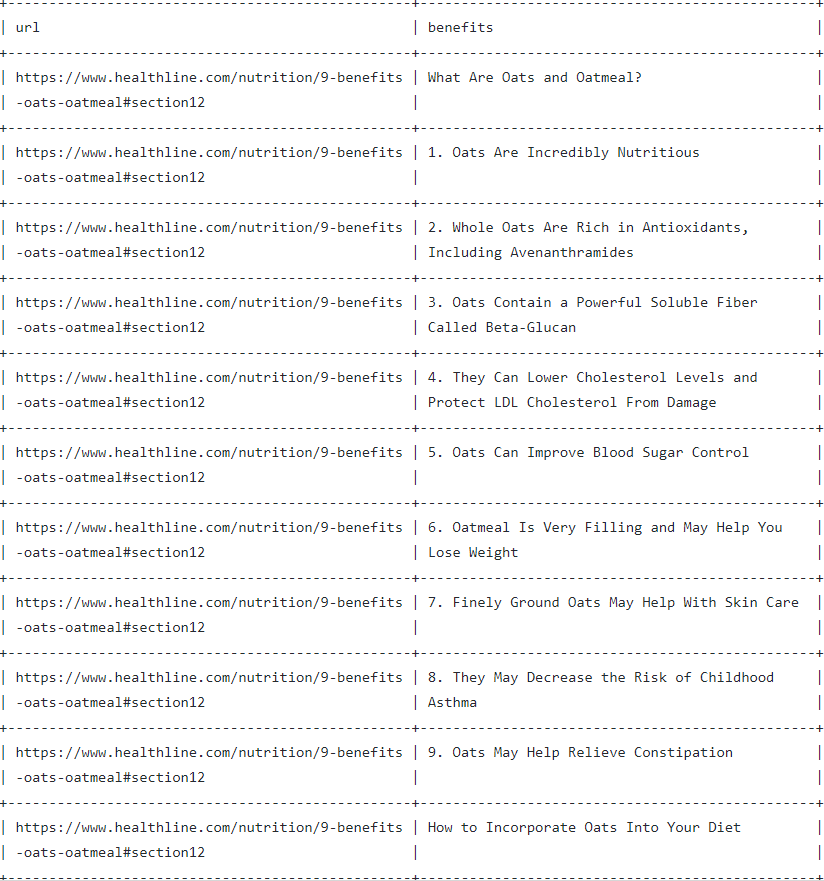 +-------------------------------------------------+------------------------------------------------+
| url | benefits |
+-------------------------------------------------+------------------------------------------------+
| https://www.healthline.com/nutrition/9-benefits | What Are Oats and Oatmeal? |
| -oats-oatmeal#section12 | |
+-------------------------------------------------+------------------------------------------------+
| https://www.healthline.com/nutrition/9-benefits | 1. Oats Are Incredibly Nutritious |
| -oats-oatmeal#section12 | |
+-------------------------------------------------+------------------------------------------------+
| https://www.healthline.com/nutrition/9-benefits | 2. Whole Oats Are Rich in Antioxidants, |
| -oats-oatmeal#section12 | Including Avenanthramides |
+-------------------------------------------------+------------------------------------------------+
| https://www.healthline.com/nutrition/9-benefits | 3. Oats Contain a Powerful Soluble Fiber |
| -oats-oatmeal#section12 | Called Beta-Glucan |
+-------------------------------------------------+------------------------------------------------+
| https://www.healthline.com/nutrition/9-benefits | 4. They Can Lower Cholesterol Levels and |
| -oats-oatmeal#section12 | Protect LDL Cholesterol From Damage |
+-------------------------------------------------+------------------------------------------------+
| https://www.healthline.com/nutrition/9-benefits | 5. Oats Can Improve Blood Sugar Control |
| -oats-oatmeal#section12 | |
+-------------------------------------------------+------------------------------------------------+
| https://www.healthline.com/nutrition/9-benefits | 6. Oatmeal Is Very Filling and May Help You |
| -oats-oatmeal#section12 | Lose Weight |
+-------------------------------------------------+------------------------------------------------+
| https://www.healthline.com/nutrition/9-benefits | 7. Finely Ground Oats May Help With Skin Care |
| -oats-oatmeal#section12 | |
+-------------------------------------------------+------------------------------------------------+
| https://www.healthline.com/nutrition/9-benefits | 8. They May Decrease the Risk of Childhood |
| -oats-oatmeal#section12 | Asthma |
+-------------------------------------------------+------------------------------------------------+
| https://www.healthline.com/nutrition/9-benefits | 9. Oats May Help Relieve Constipation |
| -oats-oatmeal#section12 | |
+-------------------------------------------------+------------------------------------------------+
| https://www.healthline.com/nutrition/9-benefits | How to Incorporate Oats Into Your Diet |
| -oats-oatmeal#section12 | |
+-------------------------------------------------+------------------------------------------------+